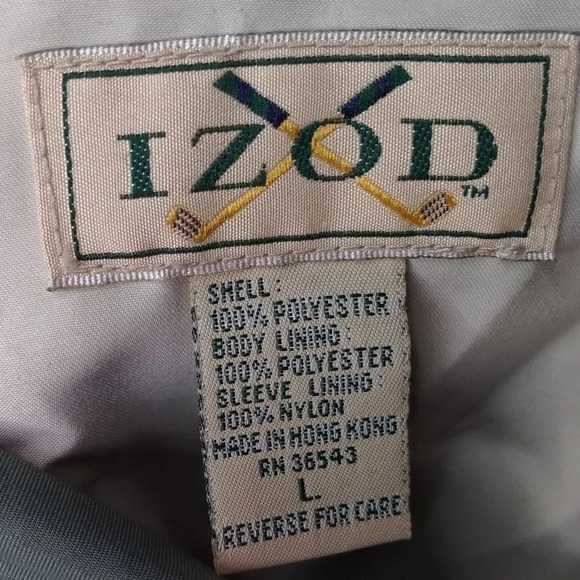 IZOD™
SHELL:
100% POLYESTER
BODY LINING:
100% POLYESTER
SLEEVE LINING:
100% NYLON
MADE IN HONG KONG
RN 36543
L.
REVERSE FOR CARE